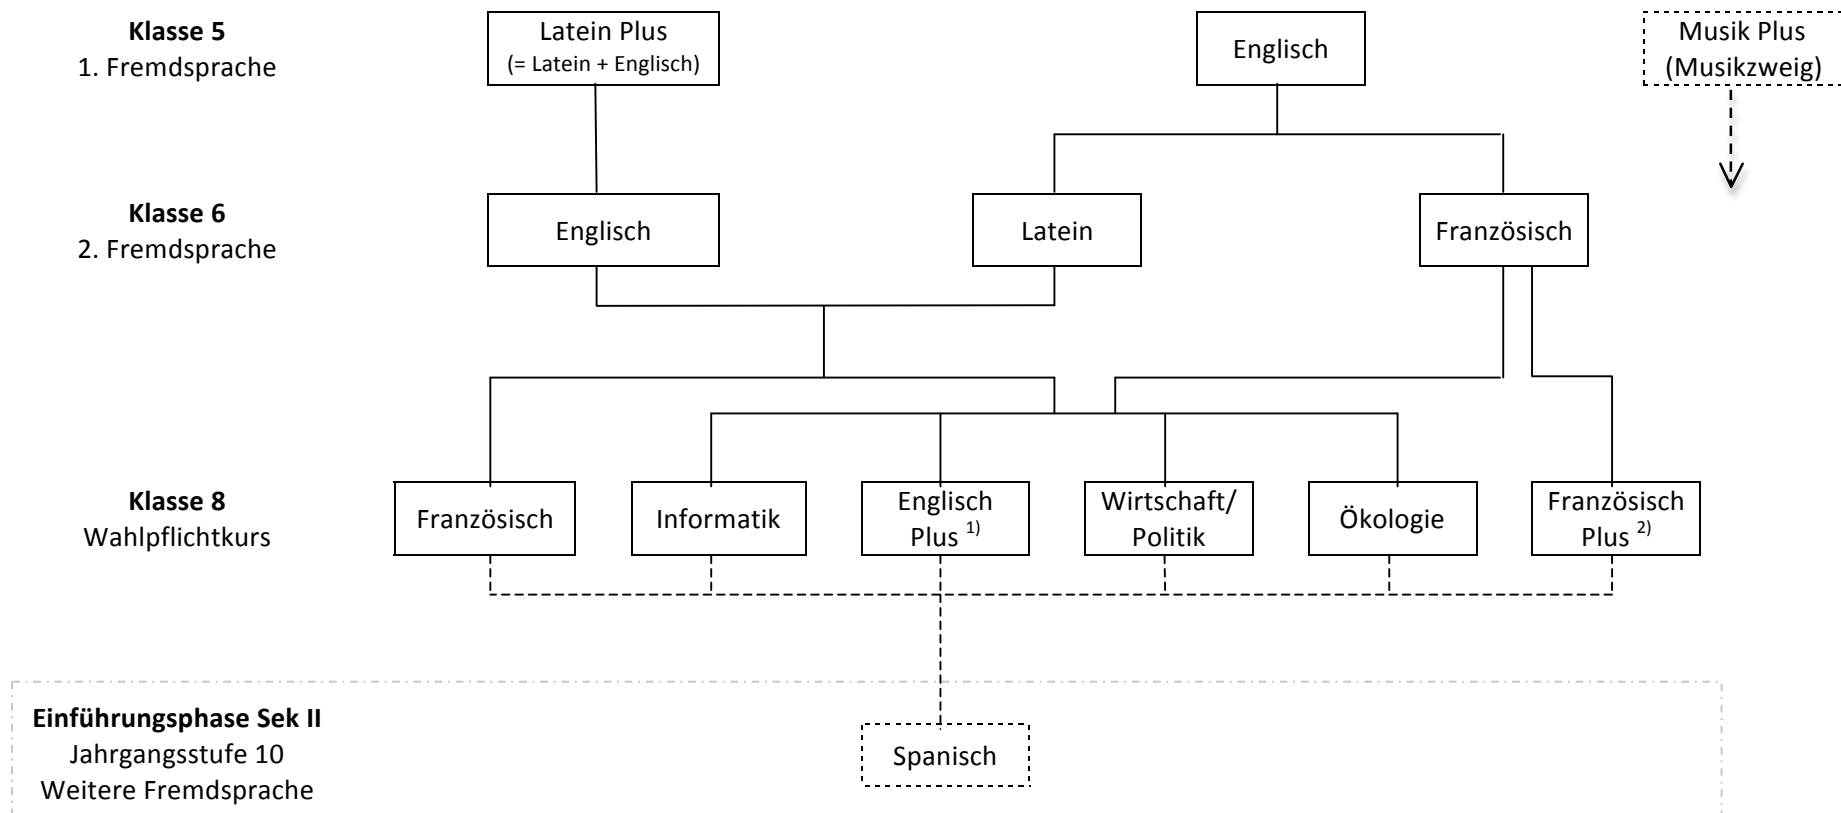 Klasse 5
1. Fremdsprache
Latein Plus
(= Latein + Englisch)
Englisch
Musik Plus
(Musikzweig)
Klasse 6
2. Fremdsprache
Englisch
Latein
Französisch
Klasse 8
Wahlpflichtkurs
Französisch
Informatik
Englisch
Plus 1)
Wirtschaft/
Politik
Ökologie
Französisch
Plus 2)
Einführungsphase Sek II
Jahrgangsstufe 10
Weitere Fremdsprache
Spanisch